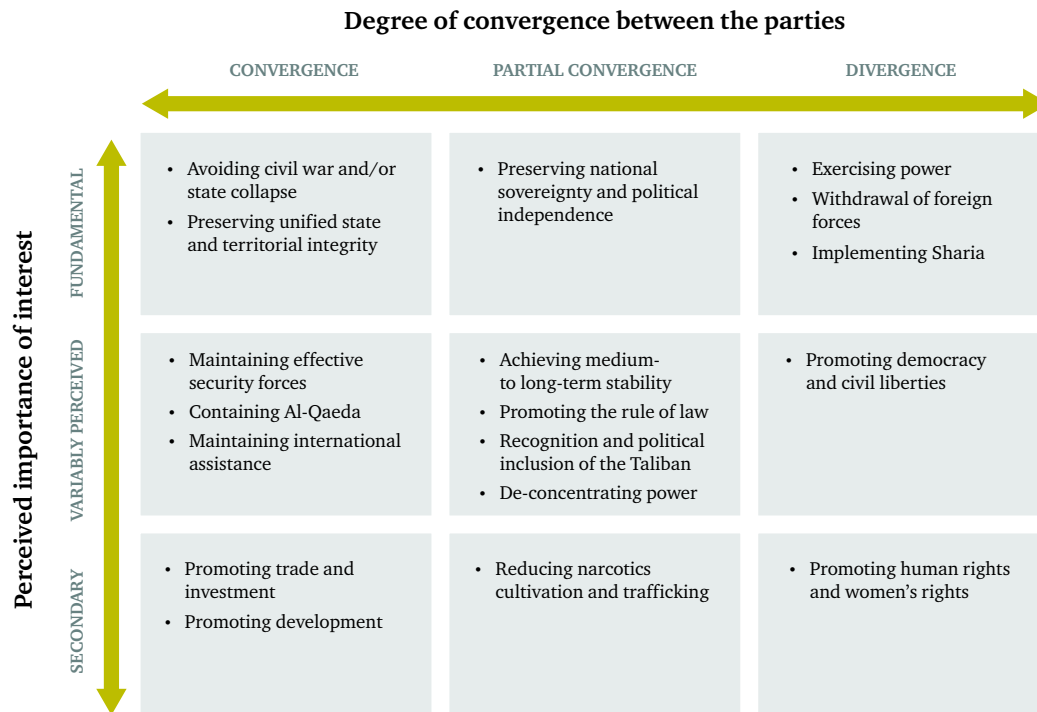 Degree of convergence between the parties
CONVERGENCE
PARTIAL CONVERGENCE
DIVERGENCE
Perceived importance of interest
FUNDAMENTAL
• Avoiding civil war and/or
state collapse
• Preserving unified state
and territorial integrity
• Preserving national
sovereignty and political
independence
• Exercising power
• Withdrawal of foreign
forces
• Implementing Sharia
VARIABLY PERCEIVED
• Maintaining effective
security forces
• Containing Al-Qaeda
• Maintaining international
assistance
• Achieving medium-
to long-term stability
• Promoting the rule of law
• Recognition and political
inclusion of the Taliban
• De-concentrating power
• Promoting democracy
and civil liberties
SECONDARY
• Promoting trade and
investment
• Promoting development
• Reducing narcotics
cultivation and trafficking
• Promoting human rights
and women’s rights